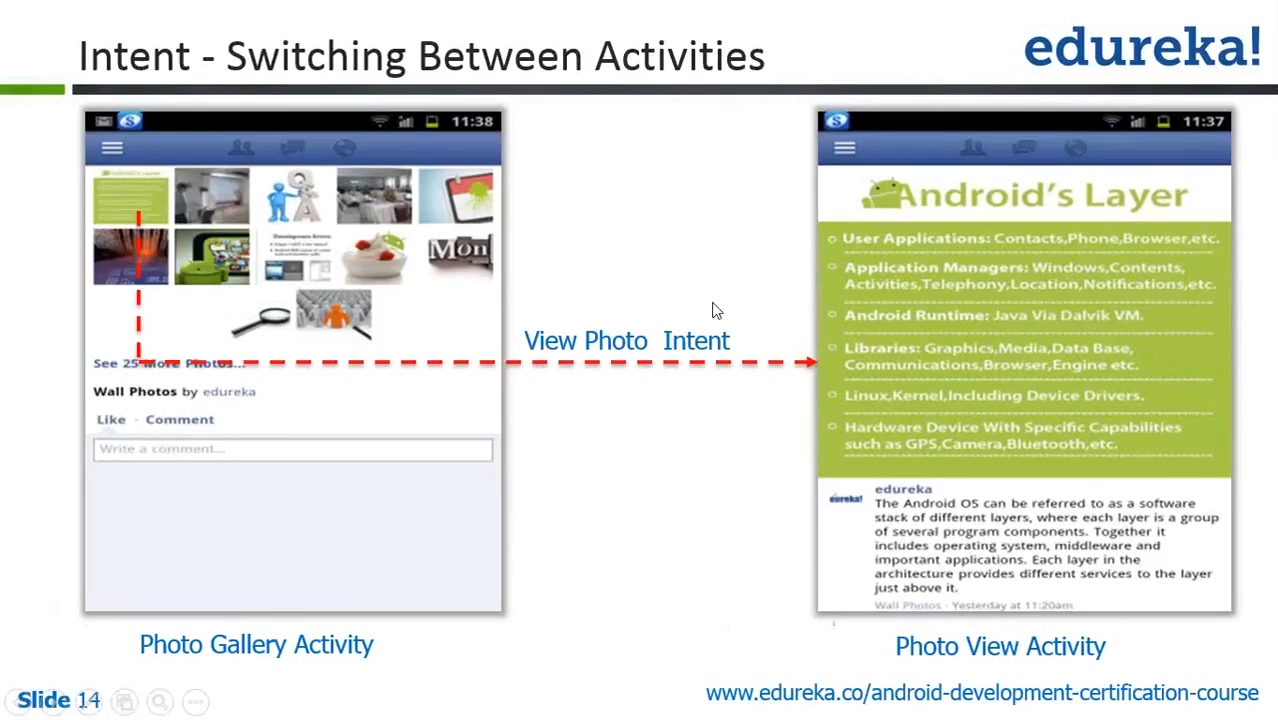 Intent - Switching Between Activities
edureka!
11:38
Android's Layer
Q
A
Mon
See 25 More Photos...
Wall Photos by edureka
Like · Comment
Write a comment...
Photo Gallery Activity
View Photo Intent
11:37
Android's Layer
User Applications: Contacts,Phone,Browser,etc.
Application Managers: Windows,Contents,
Activities,Telephony,Location,Notifications,etc.
Android Runtime: Java Via Dalvik VM.
Libraries: Graphics,Media,Data Base,
Communications,Browser,Engine etc.
Linux,Kernel,Including Device Drivers.
Hardware Device With Specific Capabilities
such as GPS,Camera,Bluetooth,etc.
edureka!
edureka
The Android OS can be referred to as a software
stack of different layers, where each layer is a group
of several program components. Together it
includes operating system, middleware and
important applications. Each layer in the
architecture provides different services to the layer
just above it.
Wall Photos · Yesterday at 11:20am
Photo View Activity
Slide 14
www.edureka.co/android-development-certification-course